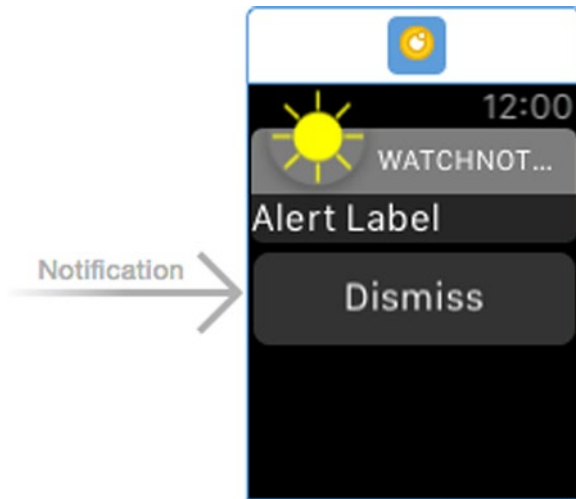 12:00
WATCHNOT...
Alert Label
Notification
Dismiss